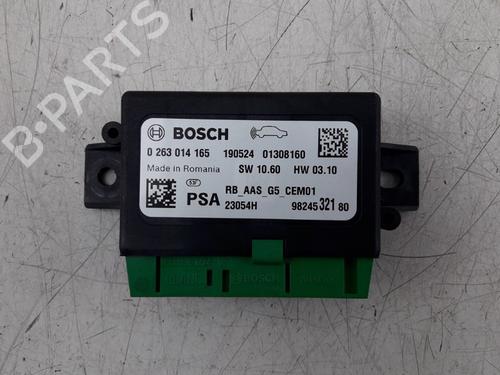 B-PARTS
BOSCH
0 263 014 165 190524 01308160
Made in Romania SW 10.60 HW 03.10
RB_AAS_G5_CEM01
PSA 23054H 98245 321 80